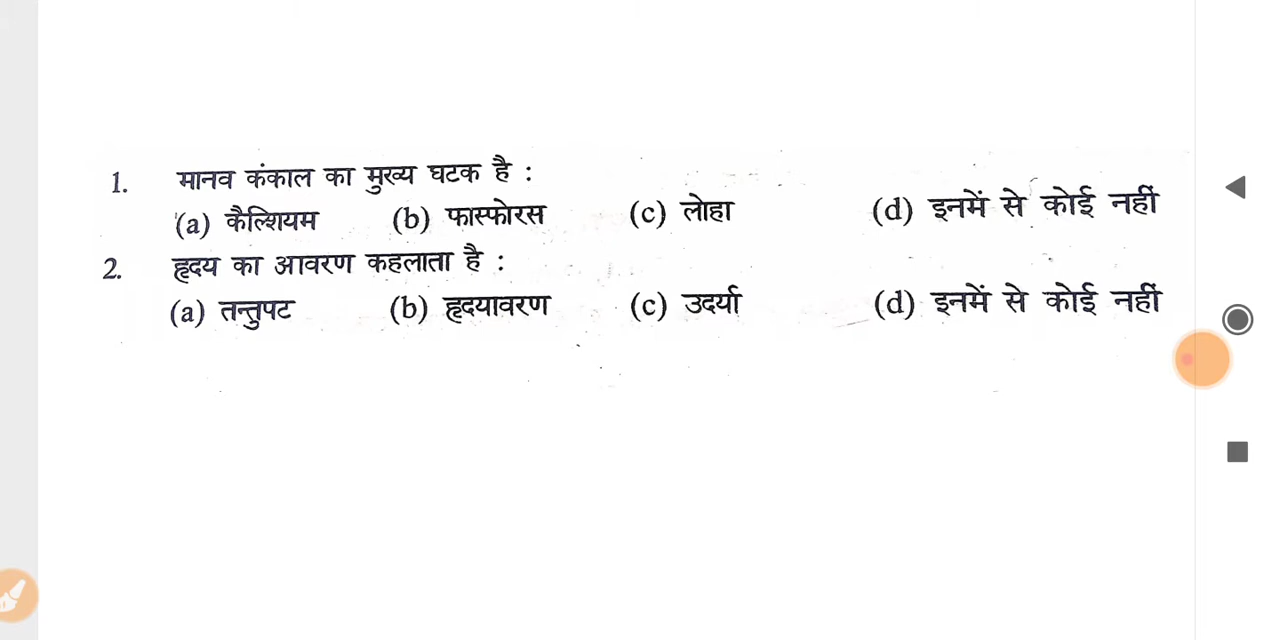 1. मानव कंकाल का मुख्य घटक है :
(a) कैल्शियम (b) फास्फोरस (c) लोहा (d) इनमें से कोई नहीं
2. हृदय का आवरण कहलाता है :
(a) तन्तुपट (b) हृदयावरण (c) उदर्या (d) इनमें से कोई नहीं